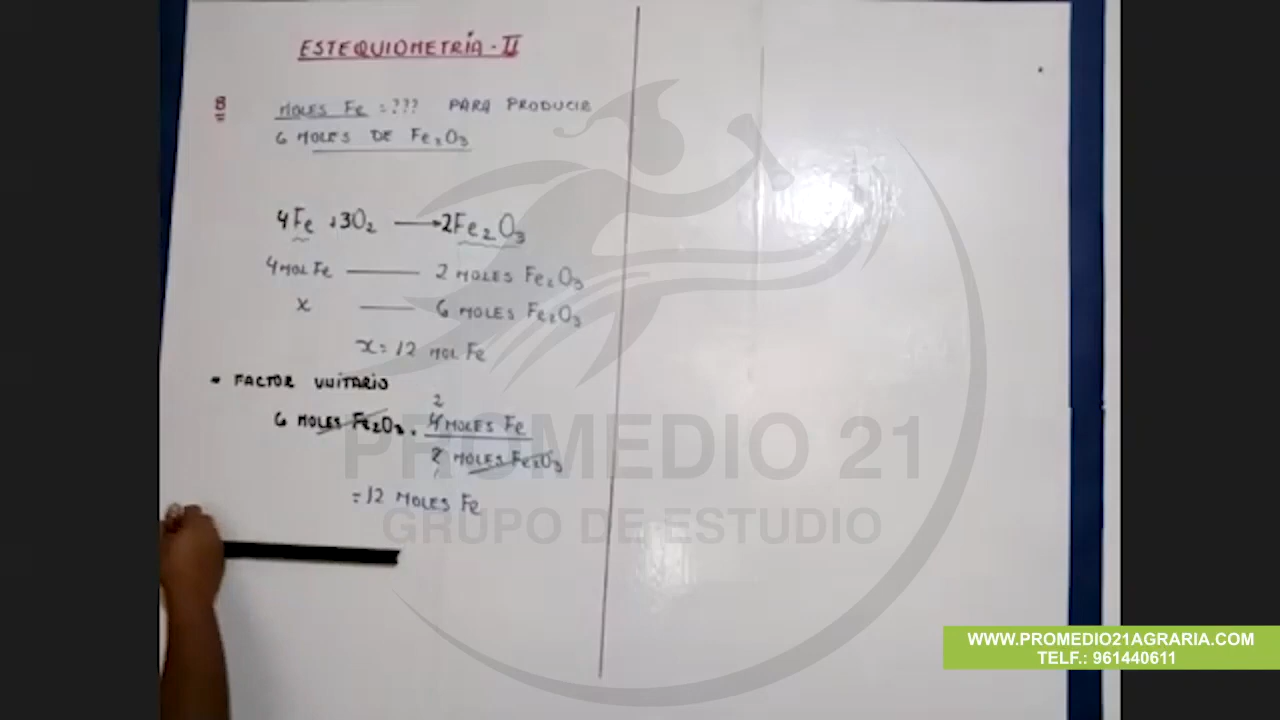 ESTEQUIOMETRÍA - II
8
MOLES Fe = ??? PARA PRODUCIR
6 MOLES DE Fe₂O₃
4Fe + 3O₂ → 2Fe₂O₃
4 MOL Fe — 2 MOLES Fe₂O₃
x — 6 MOLES Fe₂O₃
x = 12 MOL Fe
- FACTOR UNITARIO
2
6 MOLES Fe₂O₃ . 4 MOLES Fe
2 MOLES Fe₂O₃
= 12 MOLES Fe
PROMEDIO 21
GRUPO DE ESTUDIO
WWW.PROMEDIO21AGRARIA.COM
TELF.: 961440611